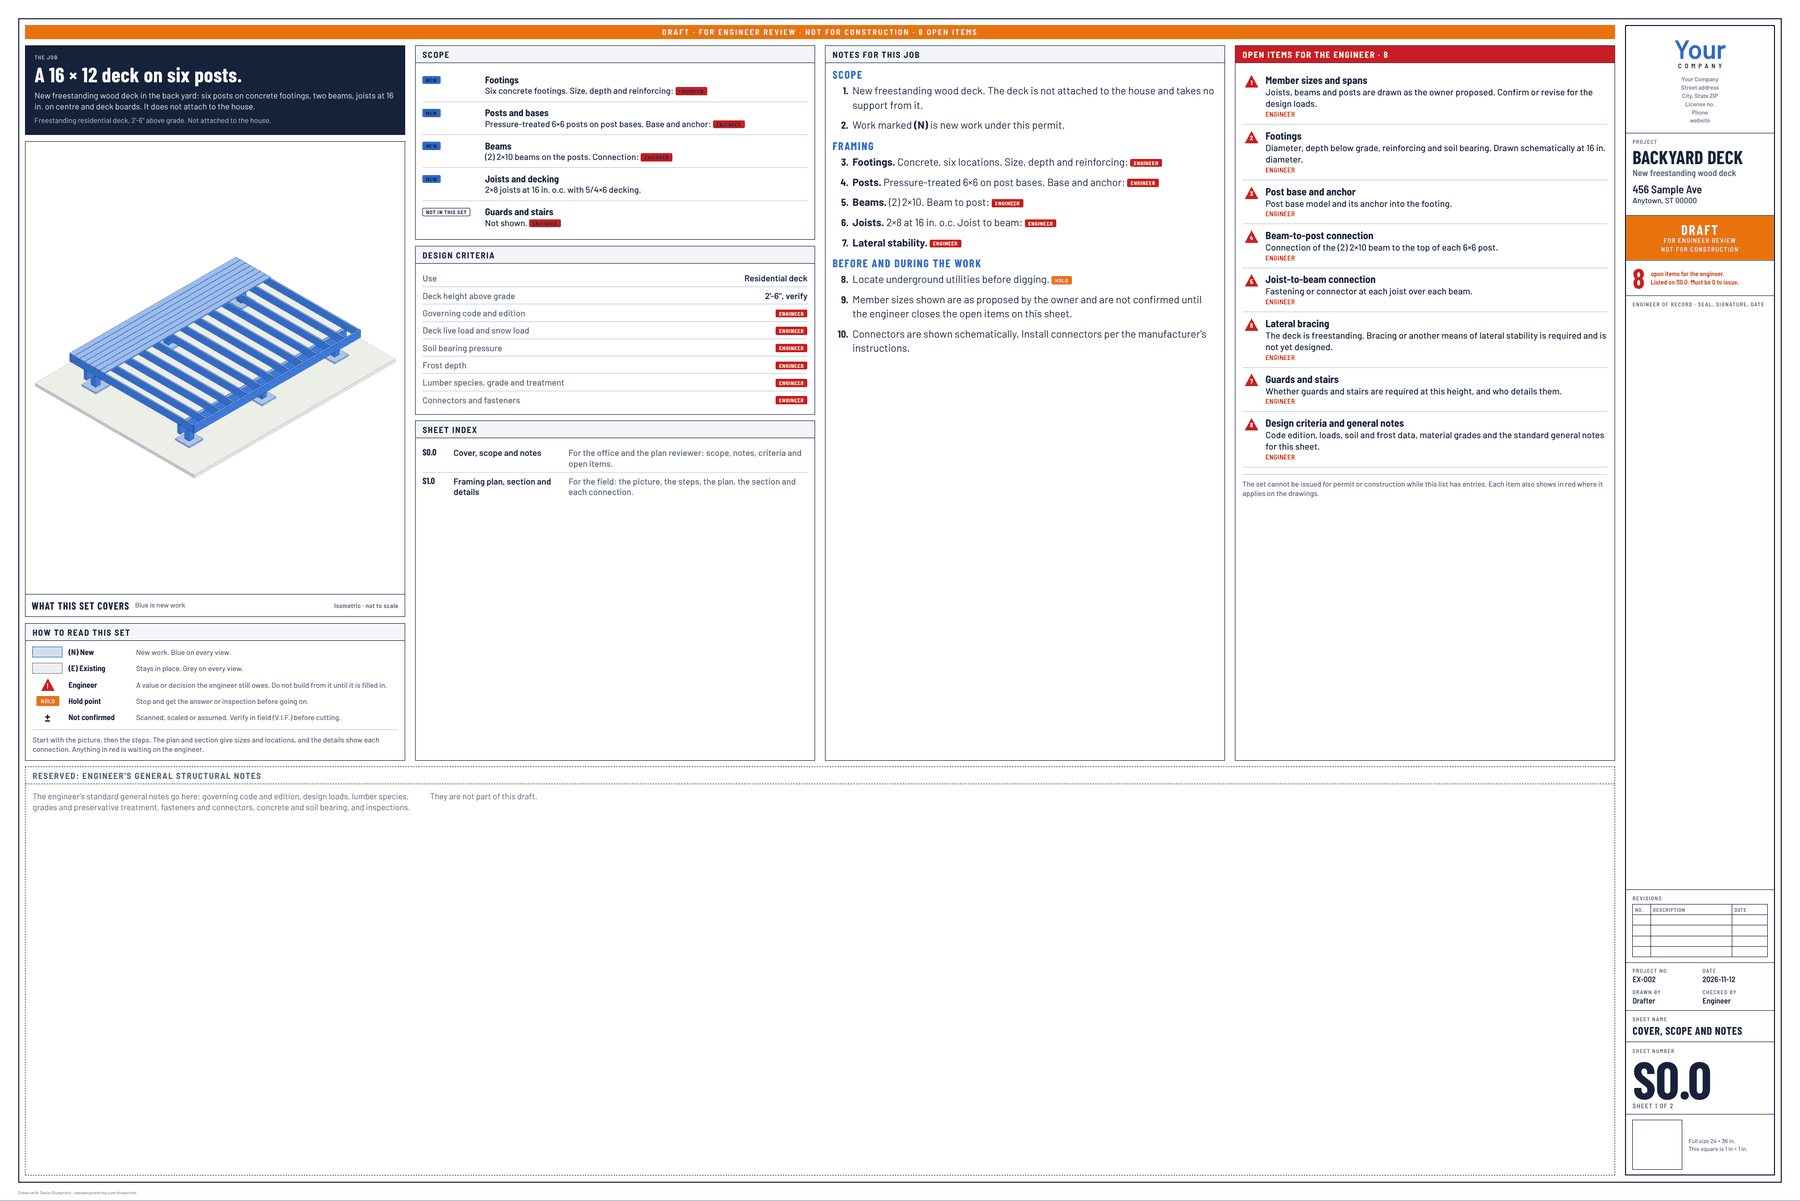 DRAFT · FOR ENGINEER REVIEW · NOT FOR CONSTRUCTION · 8 OPEN ITEMS
THE JOB
A 16 × 12 deck on six posts.
New freestanding wood deck in the back yard: six posts on concrete footings, two beams, joists at 16
in. on centre and deck boards. It does not attach to the house.
Freestanding residential deck, 2'-6" above grade. Not attached to the house.
WHAT THIS SET COVERS Blue is new work Isometric · not to scale
HOW TO READ THIS SET
(N) New New work. Blue on every view.
(E) Existing Stays in place. Grey on every view.
! Engineer A value or decision the engineer still owes. Do not build from it until it is filled in.
HOLD Hold point Stop and get the answer or inspection before going on.
± Not confirmed Scanned, scaled or assumed. Verify in field (V.I.F.) before cutting.
Start with the picture, then the steps. The plan and section give sizes and locations, and the details show each
connection. Anything in red is waiting on the engineer.
SCOPE
NEW Footings
Six concrete footings. Size, depth and reinforcing: ENGINEER
NEW Posts and bases
Pressure-treated 6×6 posts on post bases. Base and anchor: ENGINEER
NEW Beams
(2) 2×10 beams on the posts. Connection: ENGINEER
NEW Joists and decking
2×8 joists at 16 in. o.c. with 5/4×6 decking.
NOT IN THIS SET Guards and stairs
Not shown. ENGINEER
DESIGN CRITERIA
Use Residential deck
Deck height above grade 2'-6", verify
Governing code and edition ENGINEER
Deck live load and snow load ENGINEER
Soil bearing pressure ENGINEER
Frost depth ENGINEER
Lumber species, grade and treatment ENGINEER
Connectors and fasteners ENGINEER
SHEET INDEX
S0.0 Cover, scope and notes For the office and the plan reviewer: scope, notes, criteria and
open items.
S1.0 Framing plan, section and For the field: the picture, the steps, the plan, the section and
details each connection.
NOTES FOR THIS JOB
SCOPE
1. New freestanding wood deck. The deck is not attached to the house and takes no
support from it.
2. Work marked (N) is new work under this permit.
FRAMING
3. Footings. Concrete, six locations. Size, depth and reinforcing: ENGINEER
4. Posts. Pressure-treated 6×6 on post bases. Base and anchor: ENGINEER
5. Beams. (2) 2×10. Beam to post: ENGINEER
6. Joists. 2×8 at 16 in. o.c. Joist to beam: ENGINEER
7. Lateral stability. ENGINEER
BEFORE AND DURING THE WORK
8. Locate underground utilities before digging. HOLD
9. Member sizes shown are as proposed by the owner and are not confirmed until
the engineer closes the open items on this sheet.
10. Connectors are shown schematically. Install connectors per the manufacturer's
instructions.
OPEN ITEMS FOR THE ENGINEER · 8
1 Member sizes and spans
Joists, beams and posts are drawn as the owner proposed. Confirm or revise for the
design loads.
ENGINEER
2 Footings
Diameter, depth below grade, reinforcing and soil bearing. Drawn schematically at 16 in.
diameter.
ENGINEER
3 Post base and anchor
Post base model and its anchor into the footing.
ENGINEER
4 Beam-to-post connection
Connection of the (2) 2×10 beam to the top of each 6×6 post.
ENGINEER
5 Joist-to-beam connection
Fastening or connector at each joist over each beam.
ENGINEER
6 Lateral bracing
The deck is freestanding. Bracing or another means of lateral stability is required and is
not yet designed.
ENGINEER
7 Guards and stairs
Whether guards and stairs are required at this height, and who details them.
ENGINEER
8 Design criteria and general notes
Code edition, loads, soil and frost data, material grades and the standard general notes
for this sheet.
ENGINEER
The set cannot be issued for permit or construction while this list has entries. Each item also shows in red where it
applies on the drawings.
RESERVED: ENGINEER'S GENERAL STRUCTURAL NOTES
The engineer's standard general notes go here: governing code and edition, design loads, lumber species,
grades and preservative treatment, fasteners and connectors, concrete and soil bearing, and inspections.
They are not part of this draft.
Your
COMPANY
Your Company
Street address
City, State ZIP
License no.
Phone
website
PROJECT
BACKYARD DECK
New freestanding wood deck
456 Sample Ave
Anytown, ST 00000
DRAFT
FOR ENGINEER REVIEW
NOT FOR CONSTRUCTION
8 open items for the engineer.
Listed on S0.0. Must be 0 to issue.
ENGINEER OF RECORD · SEAL, SIGNATURE, DATE
REVISIONS
NO. DESCRIPTION DATE
PROJECT NO. DATE
EX-002 2026-11-12
DRAWN BY CHECKED BY
Drafter Engineer
SHEET NAME
COVER, SCOPE AND NOTES
SHEET NUMBER
S0.0
SHEET 1 OF 2
Full size 24 × 36 in.
This square is 1 in × 1 in.